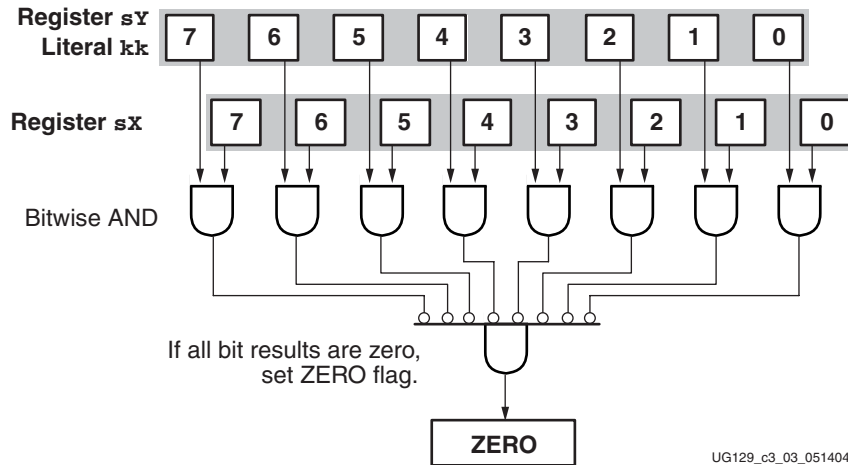 Register sY
Literal kk
7 6 5 4 3 2 1 0
Register sX
7 6 5 4 3 2 1 0
Bitwise AND
If all bit results are zero,
set ZERO flag.
ZERO
UG129_c3_03_051404